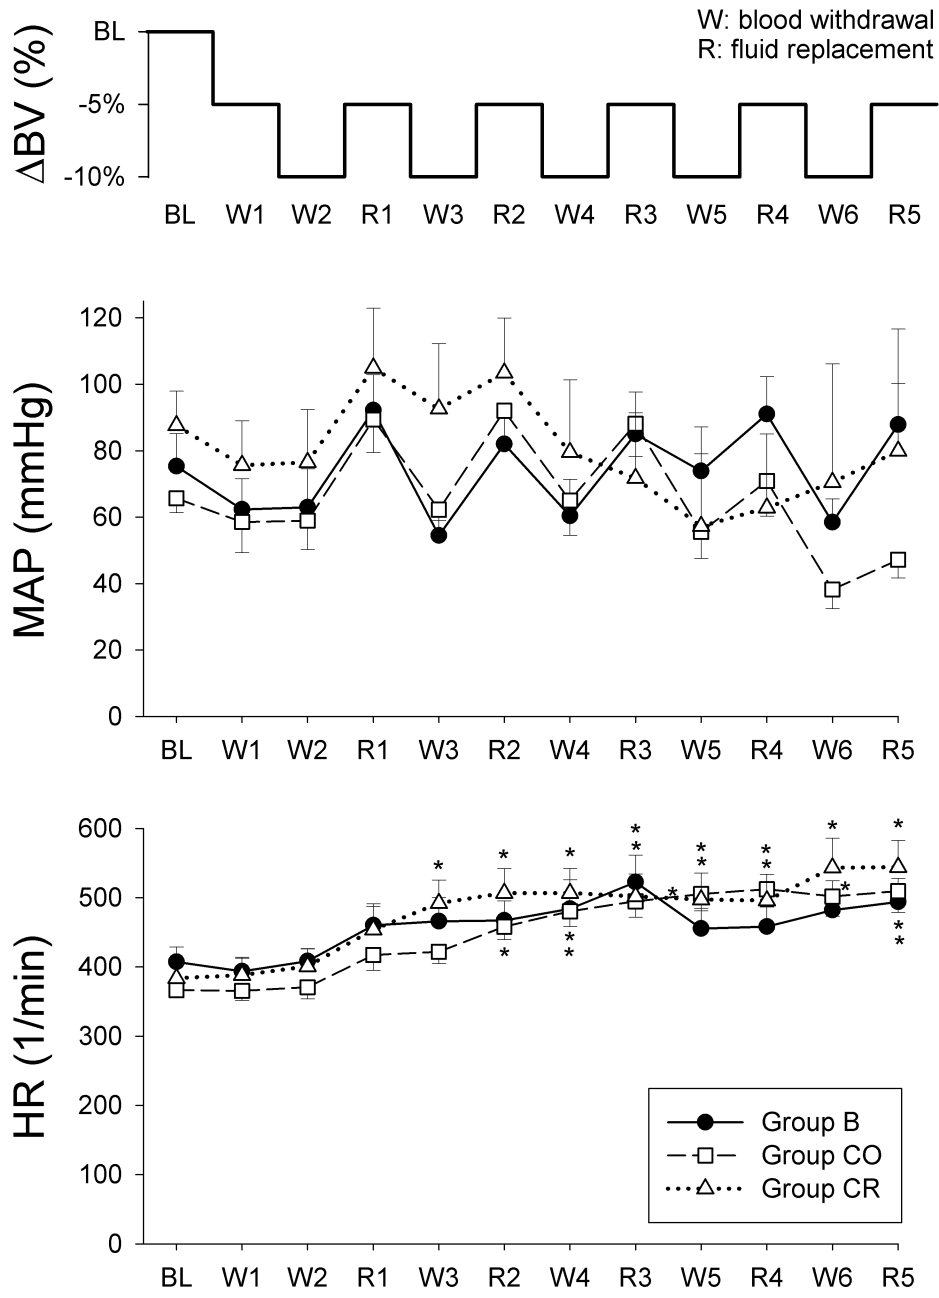 W: blood withdrawal
R: fluid replacement
ΔBV (%)
BL
-5%
-10%
BL W1 W2 R1 W3 R2 W4 R3 W5 R4 W6 R5
MAP (mmHg)
120
100
80
60
40
20
0
BL W1 W2 R1 W3 R2 W4 R3 W5 R4 W6 R5
HR (1/min)
600
500
400
300
200
100
0
* * * * * * * * * * *
* *
* * * * *
Group B
Group CO
Group CR
BL W1 W2 R1 W3 R2 W4 R3 W5 R4 W6 R5